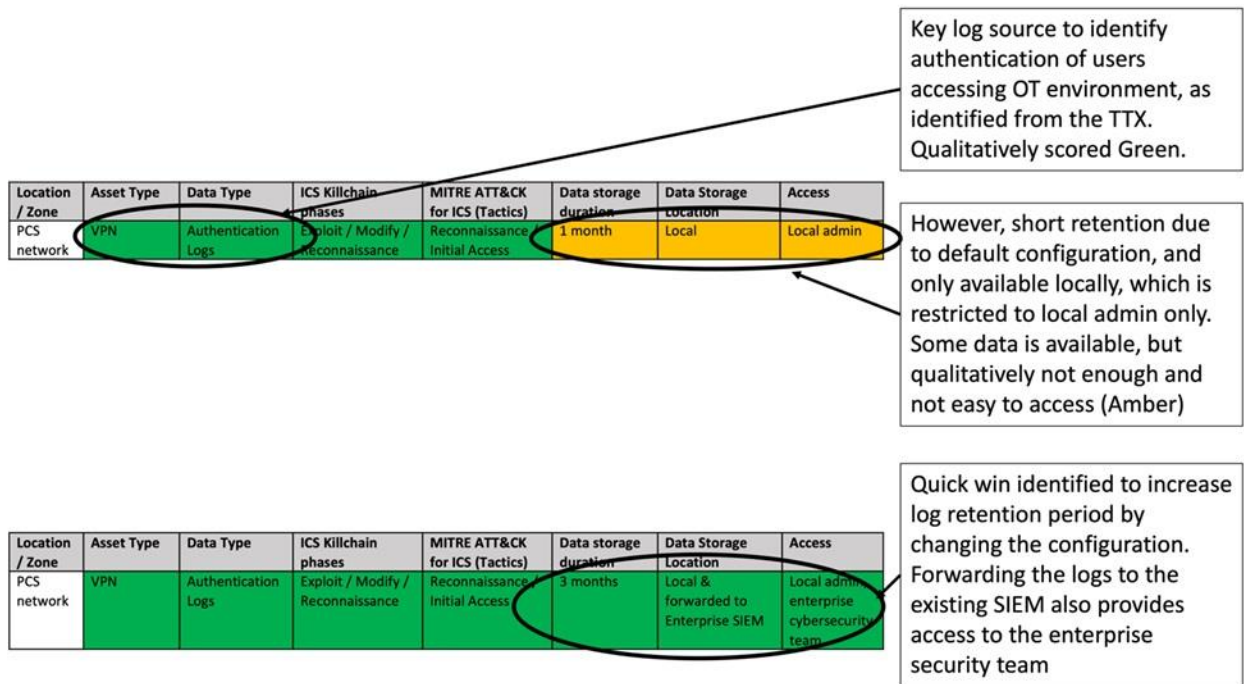 Key log source to identify
authentication of users
accessing OT environment, as
identified from the TTX.
Qualitatively scored Green.
Location / Zone Asset Type Data Type ICS Killchain phases MITRE ATT&CK for ICS (Tactics) Data storage duration Data Storage Location Access
PCS network VPN Authentication Logs Exploit / Modify / Reconnaissance Reconnaissance / Initial Access 1 month Local Local admin
However, short retention due
to default configuration, and
only available locally, which is
restricted to local admin only.
Some data is available, but
qualitatively not enough and
not easy to access (Amber)
Quick win identified to increase
log retention period by
changing the configuration.
Forwarding the logs to the
existing SIEM also provides
access to the enterprise
security team
Location / Zone Asset Type Data Type ICS Killchain phases MITRE ATT&CK for ICS (Tactics) Data storage duration Data Storage Location Access
PCS network VPN Authentication Logs Exploit / Modify / Reconnaissance Reconnaissance / Initial Access 3 months Local & forwarded to Enterprise SIEM Local admin enterprise cybersecurity team